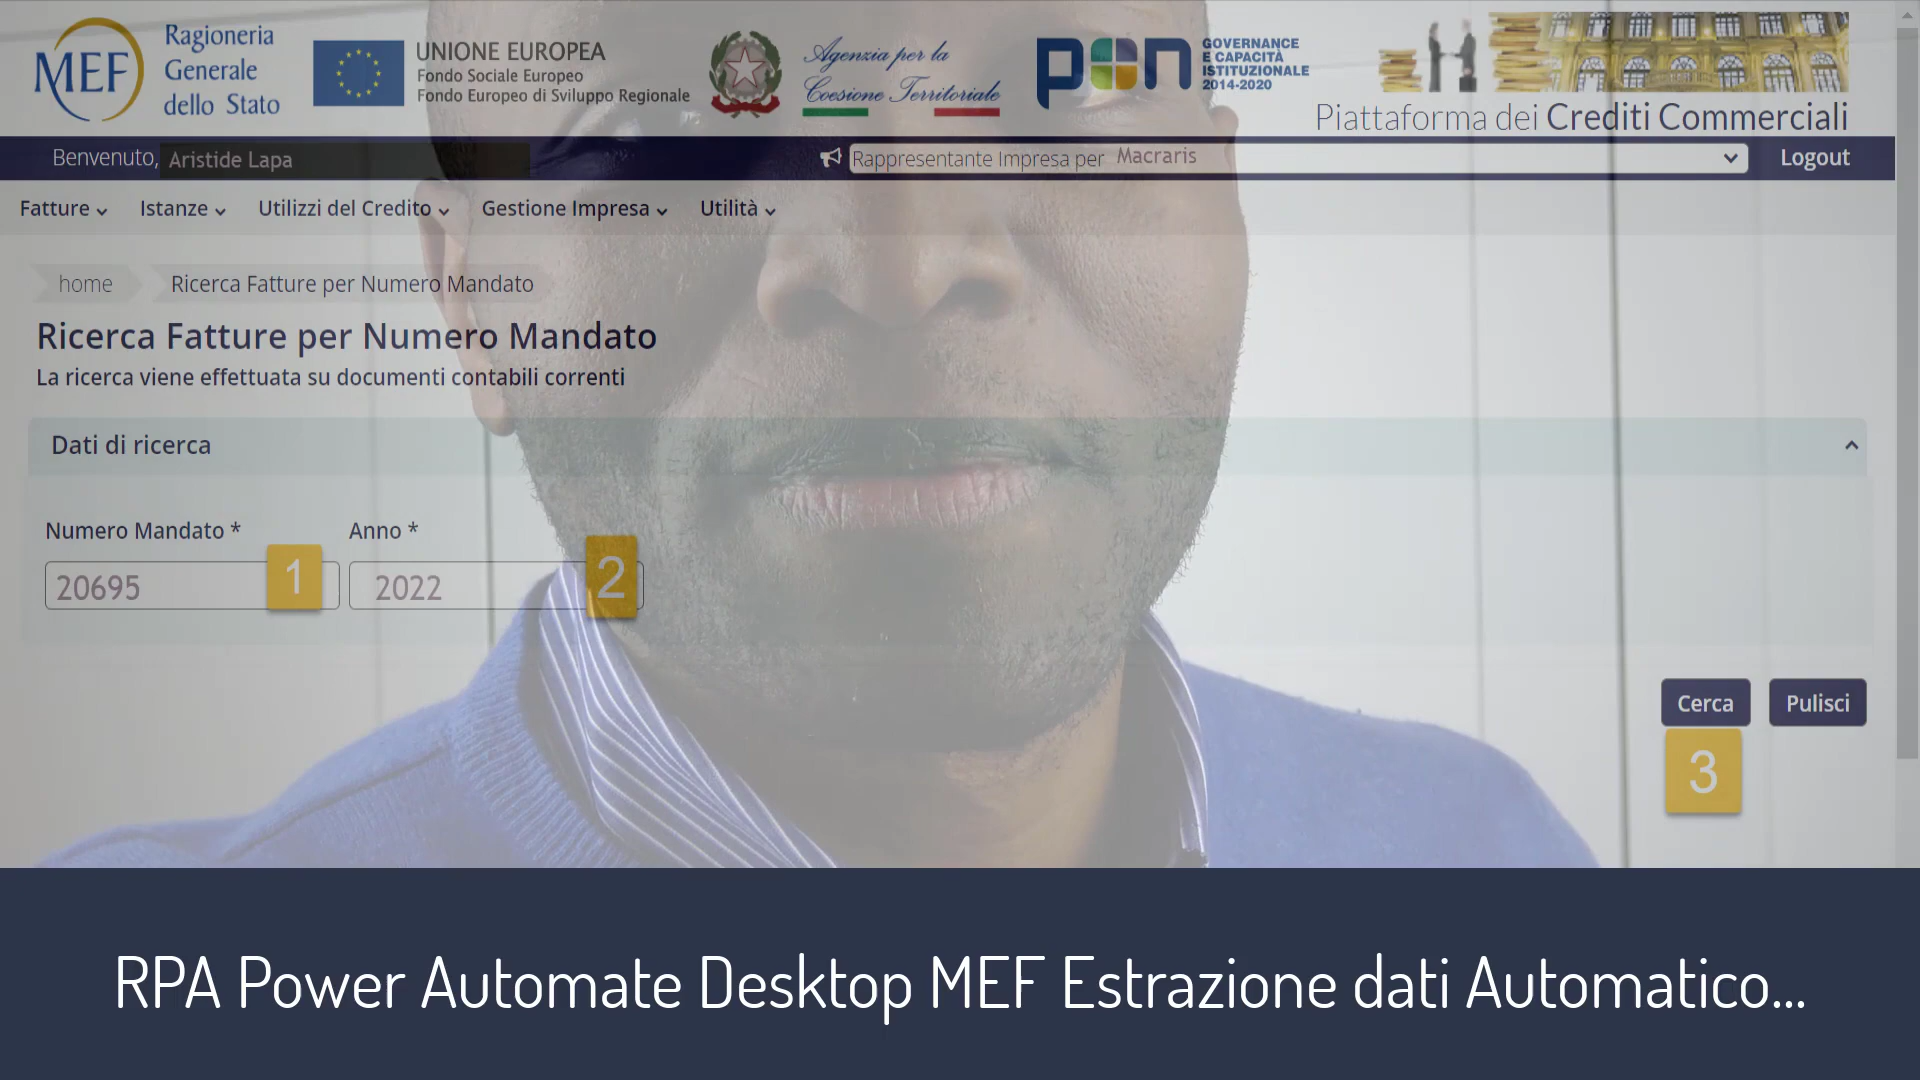 MEF
Ragioneria
Generale
dello Stato
UNIONE EUROPEA
Fondo Sociale Europeo
Fondo Europeo di Sviluppo Regionale
Agenzia per la
Coesione Territoriale
pon
GOVERNANCE
E CAPACITÀ
ISTITUZIONALE
2014-2020
Piattaforma dei Crediti Commerciali
Benvenuto, Aristide Lapa
Rappresentante Impresa per Macraris
Logout
Fatture Istanze Utilizzi del Credito Gestione Impresa Utilità
home Ricerca Fatture per Numero Mandato
Ricerca Fatture per Numero Mandato
La ricerca viene effettuata su documenti contabili correnti
Dati di ricerca
Numero Mandato * Anno *
20695 1 2022 2
Cerca Pulisci
3
RPA Power Automate Desktop MEF Estrazione dati Automatico...